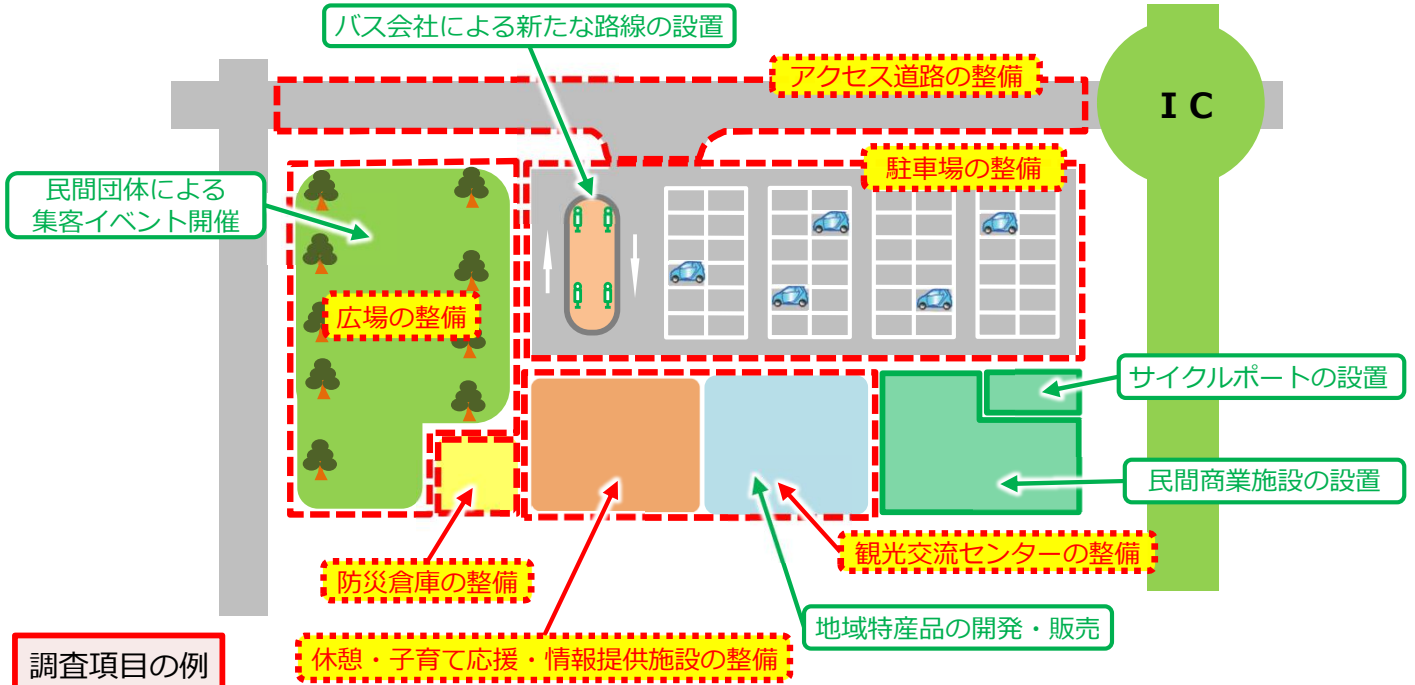 バス会社による新たな路線の設置
アクセス道路の整備
ＩＣ
駐車場の整備
民間団体による
集客イベント開催
広場の整備
サイクルポートの設置
民間商業施設の設置
観光交流センターの整備
防災倉庫の整備
地域特産品の開発・販売
休憩・子育て応援・情報提供施設の整備
調査項目の例